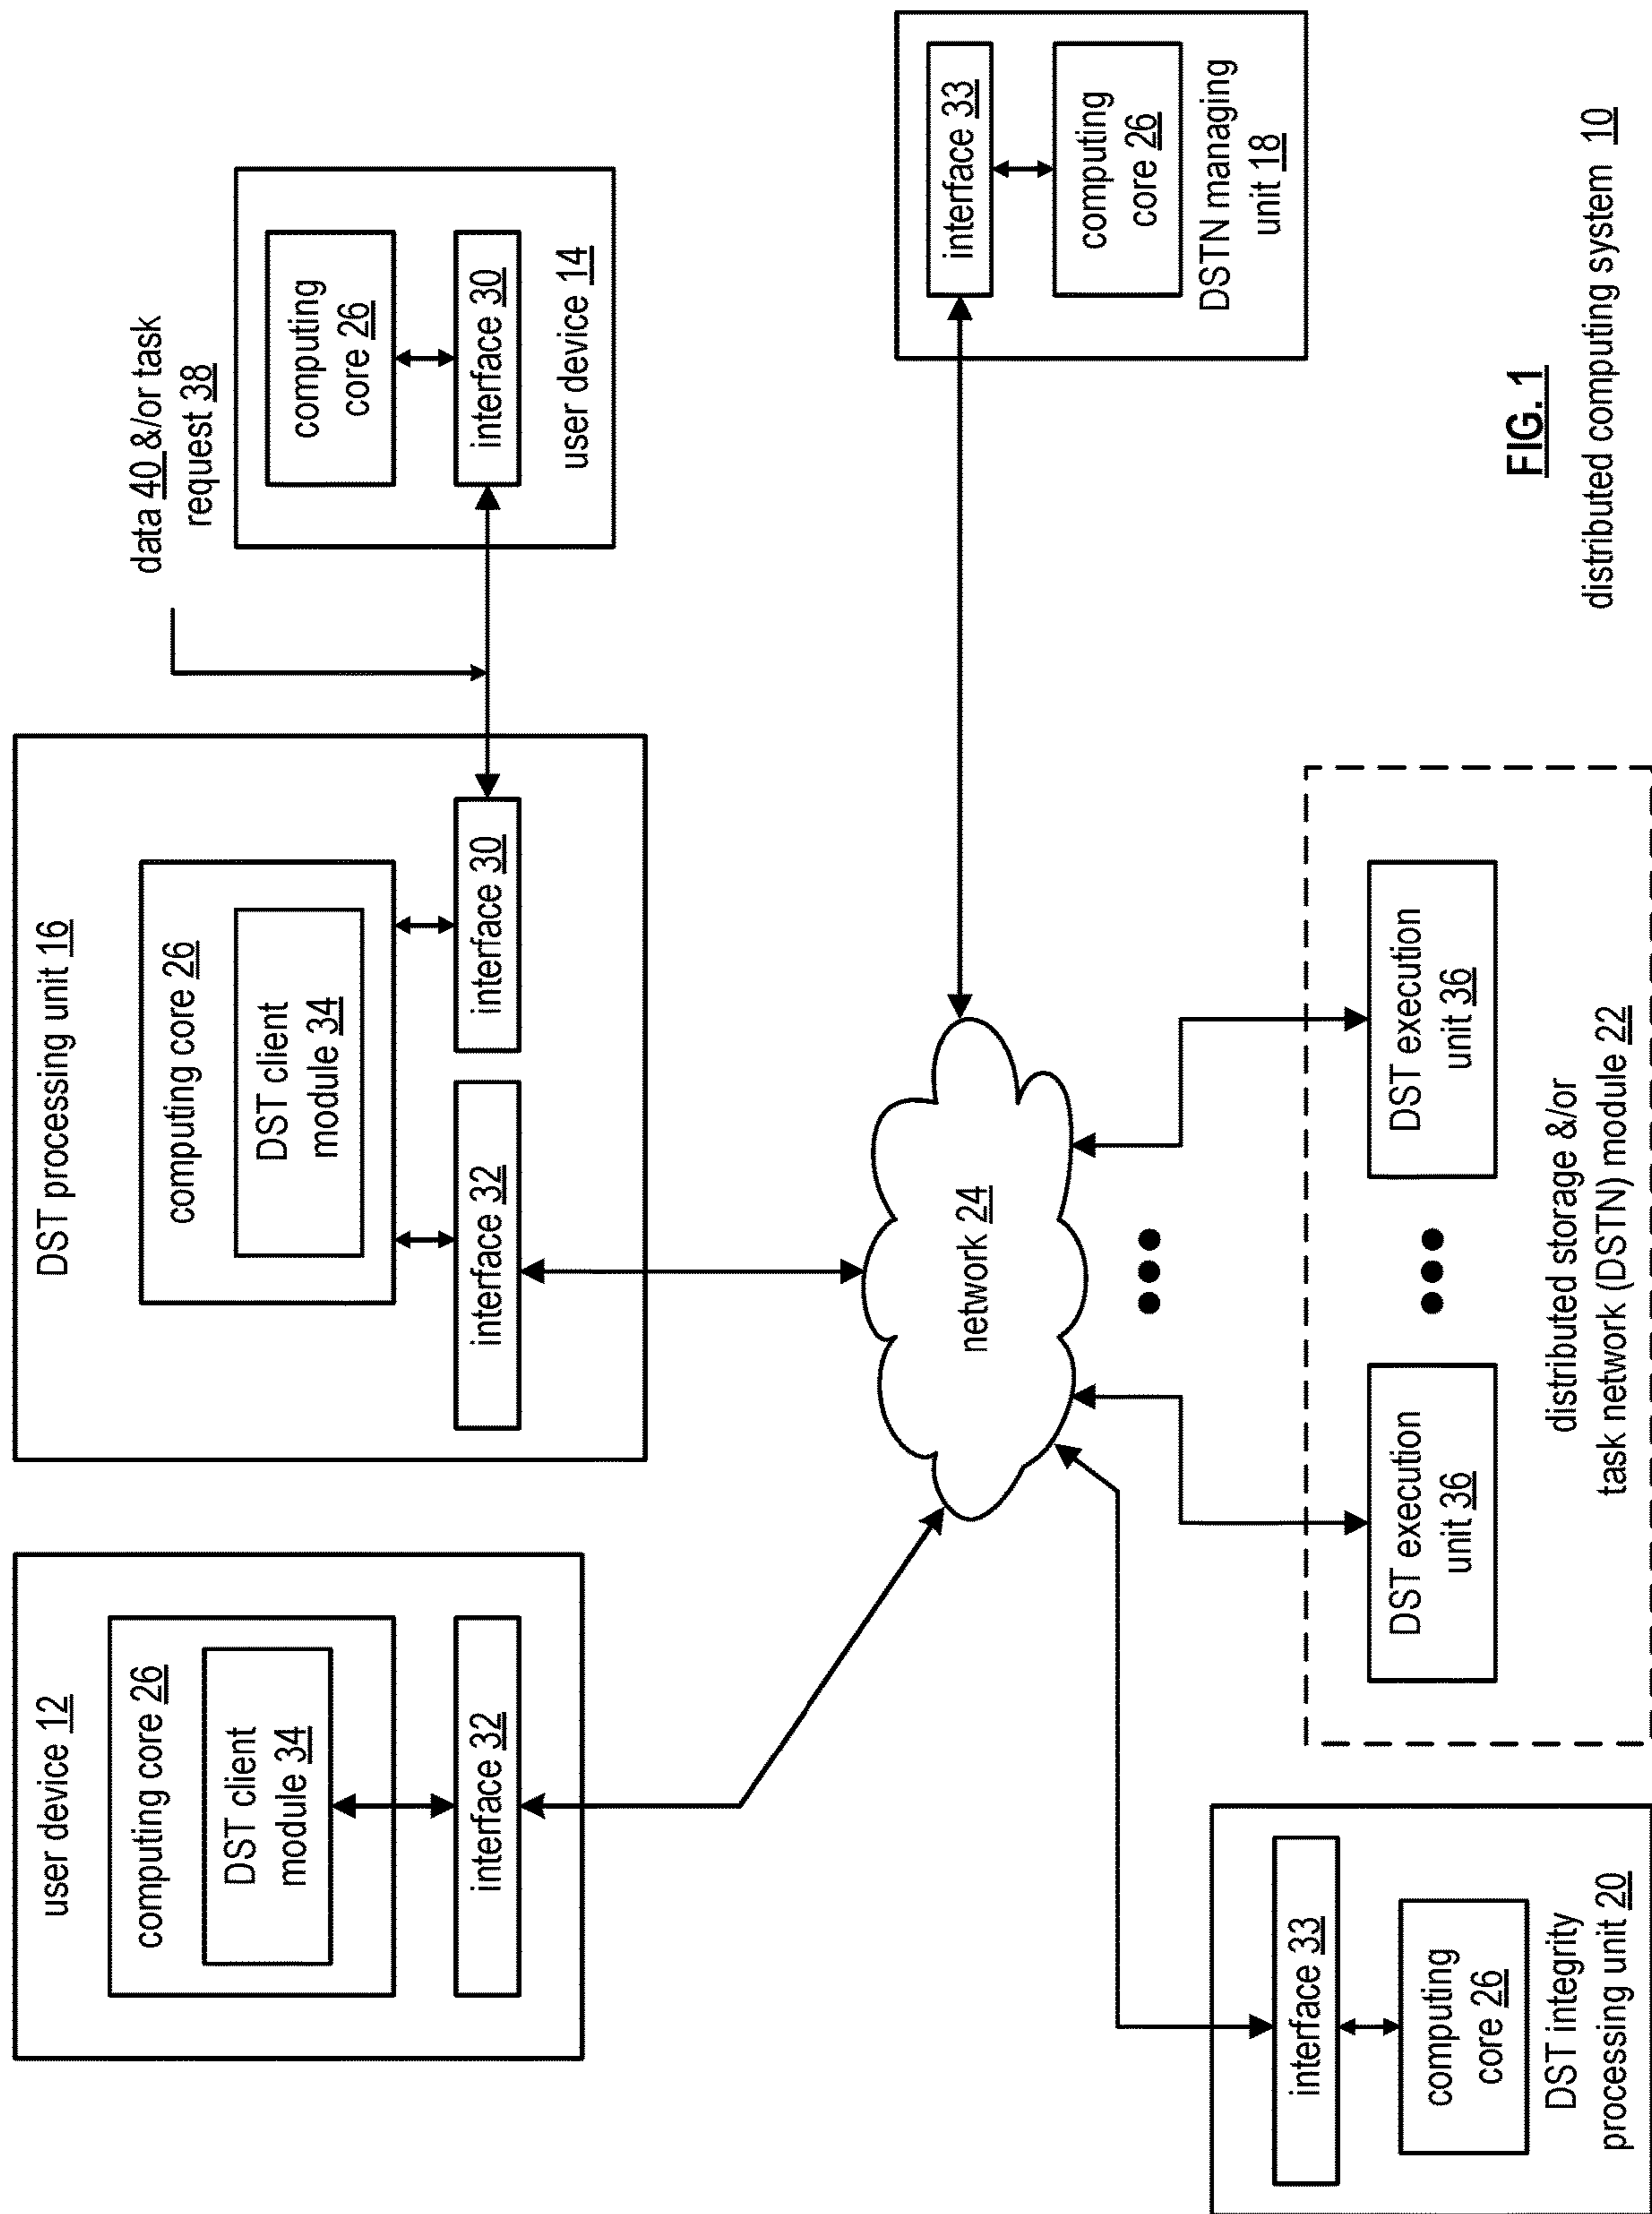 user device 12
computing core 26
DST client
module 34
interface 32
DST processing unit 16
computing core 26
DST client
module 34
interface 32
interface 30
data 40 &/or task
request 38
computing
core 26
interface 30
user device 14
network 24
interface 33
computing
core 26
DSTN managing
unit 18
interface 33
computing
core 26
DST integrity
processing unit 20
DST execution
unit 36
DST execution
unit 36
distributed storage &/or
task network (DSTN) module 22
FIG. 1
distributed computing system 10